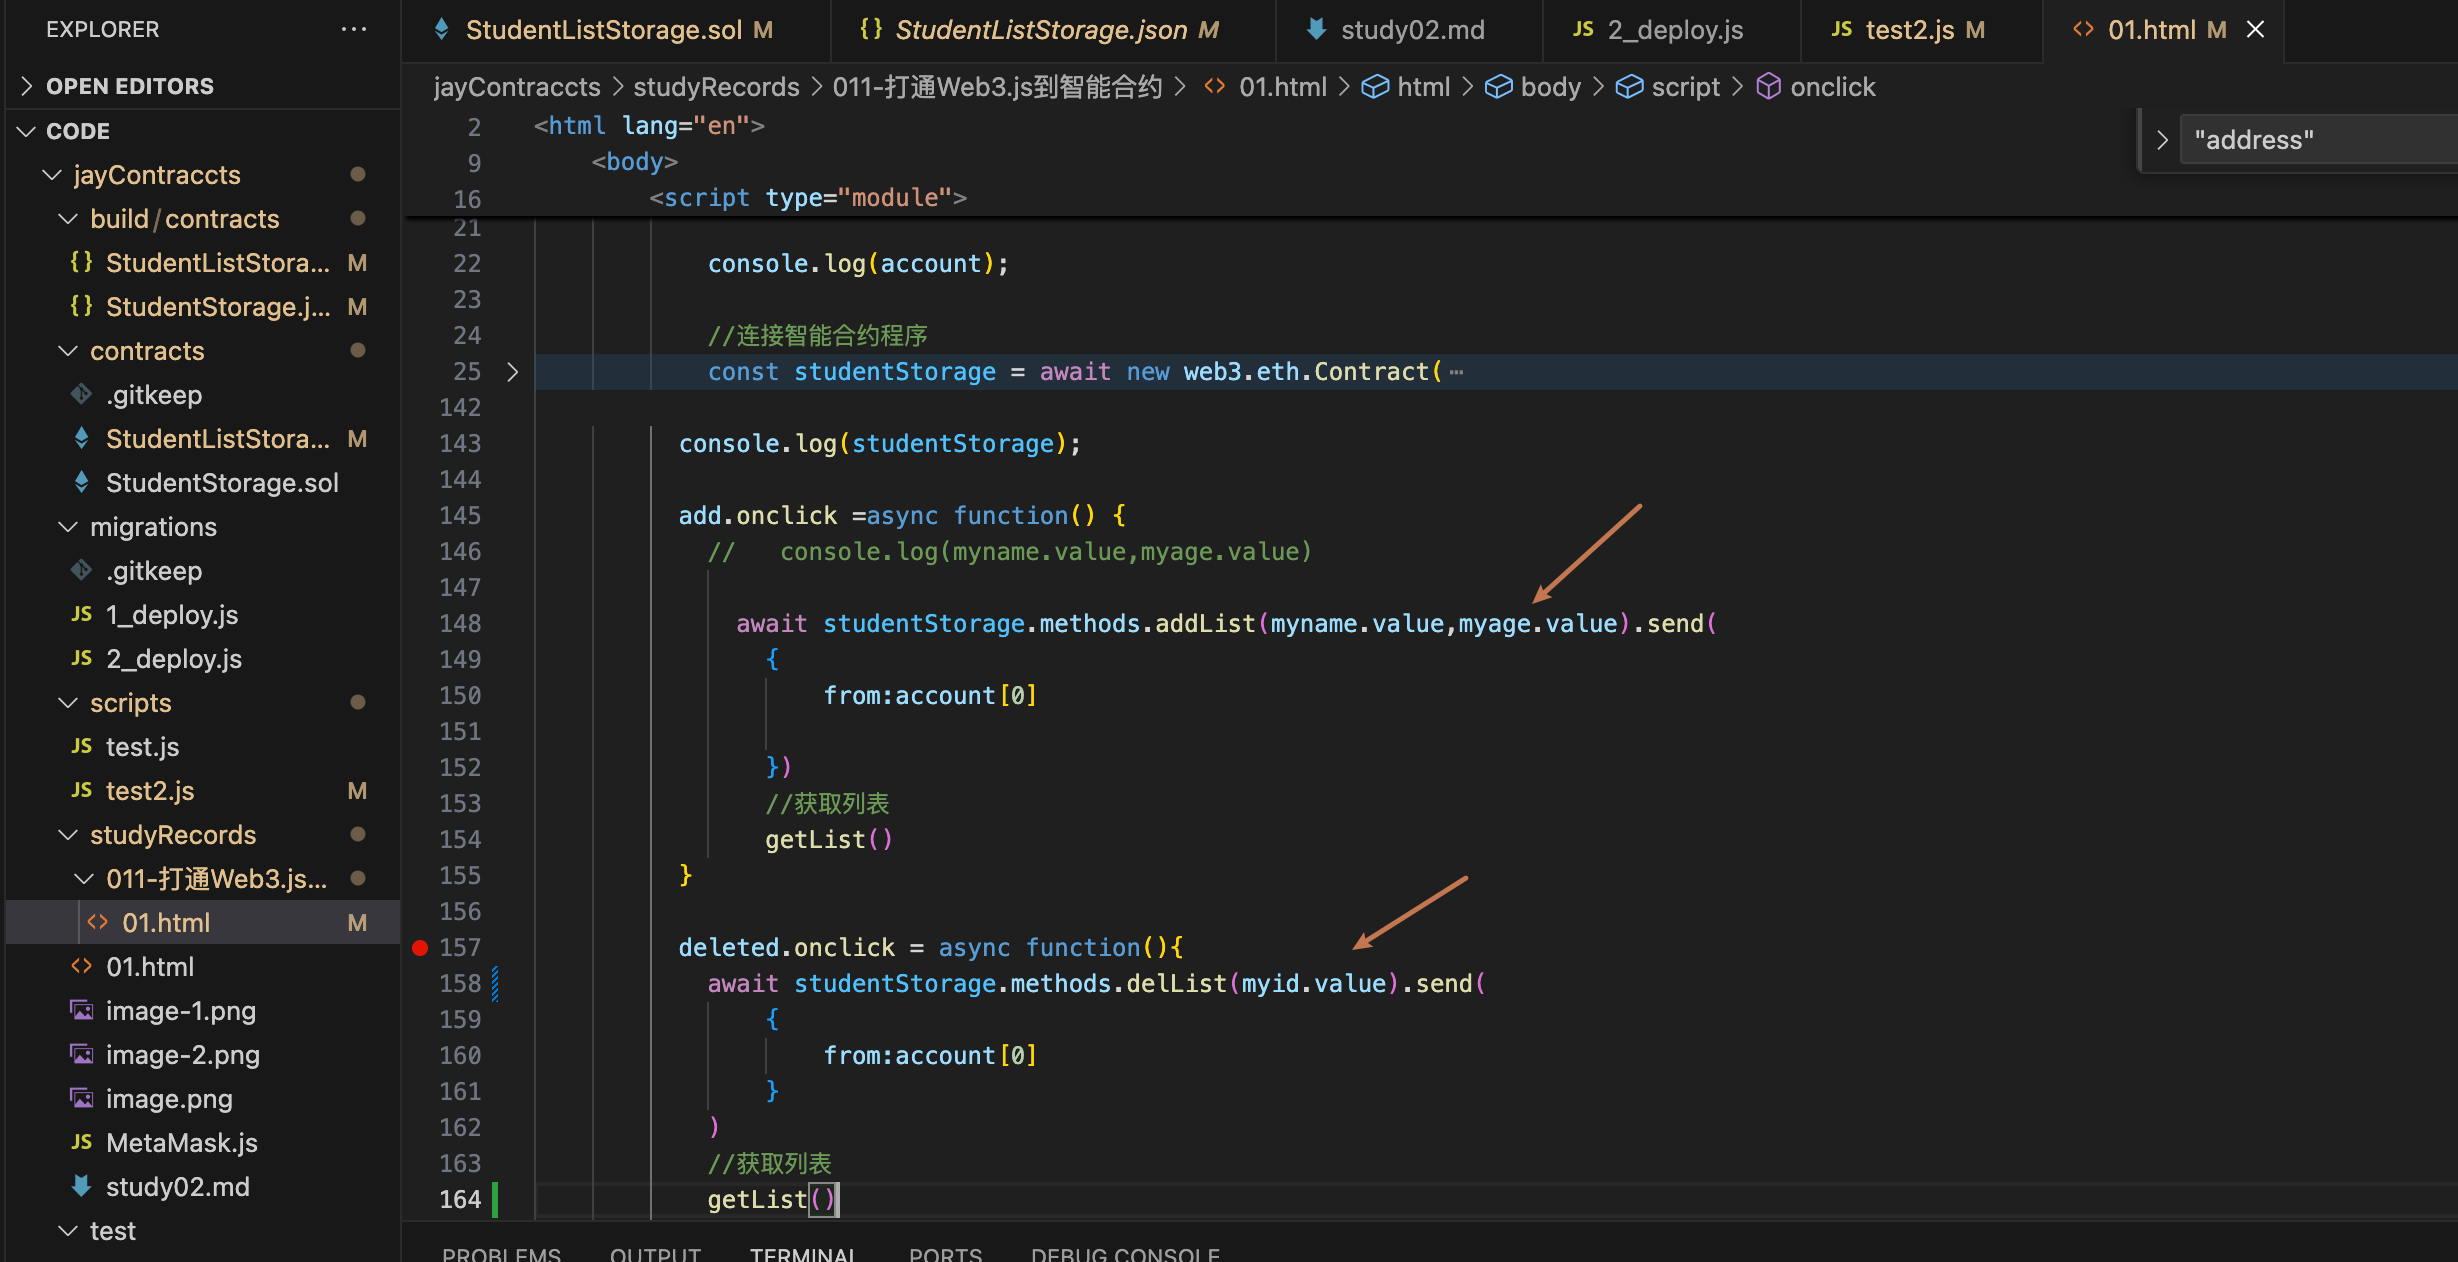 EXPLORER
OPEN EDITORS
CODE
jayContraccts
build/contracts
StudentListStora... M
StudentStorage.j... M
contracts
.gitkeep
StudentListStora... M
StudentStorage.sol
migrations
.gitkeep
JS 1_deploy.js
JS 2_deploy.js
scripts
JS test.js
JS test2.js M
studyRecords
011-打通Web3.js...
01.html M
01.html
image-1.png
image-2.png
image.png
JS MetaMask.js
study02.md
test
StudentListStorage.sol M
StudentListStorage.json M
study02.md
JS 2_deploy.js
JS test2.js M
01.html M
jayContraccts > studyRecords > 011-打通Web3.js到智能合约 > 01.html > html > body > script > onclick
"address"
2 <html lang="en">
9 <body>
16 <script type="module">
21
22 console.log(account);
23
24 //连接智能合约程序
25 const studentStorage = await new web3.eth.Contract(⋯
142
143 console.log(studentStorage);
144
145 add.onclick =async function() {
146 // console.log(myname.value,myage.value)
147
148 await studentStorage.methods.addList(myname.value,myage.value).send(
149 {
150 from:account[0]
151
152 })
153 //获取列表
154 getList()
155 }
156
157 deleted.onclick = async function(){
158 await studentStorage.methods.delList(myid.value).send(
159 {
160 from:account[0]
161 }
162 )
163 //获取列表
164 getList()
PROBLEMS OUTPUT TERMINAL PORTS DEBUG CONSOLE